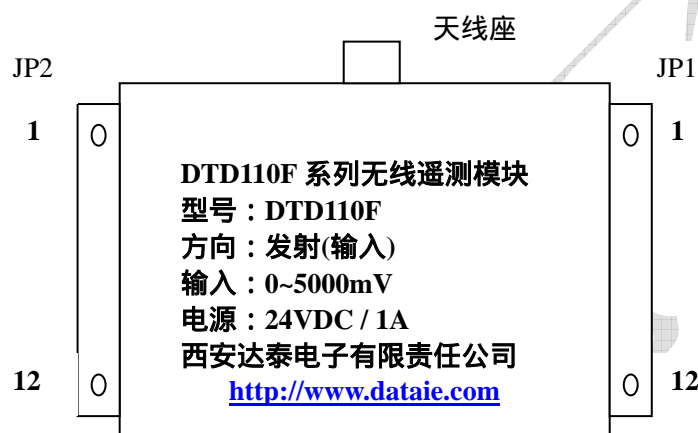 天线座
JP2
JP1
1
1
DTD110F 系列无线遥测模块
型号：DTD110F
方向：发射(输入)
输入：0~5000mV
电源：24VDC / 1A
西安达泰电子有限责任公司
12
12
http://www.dataie.com